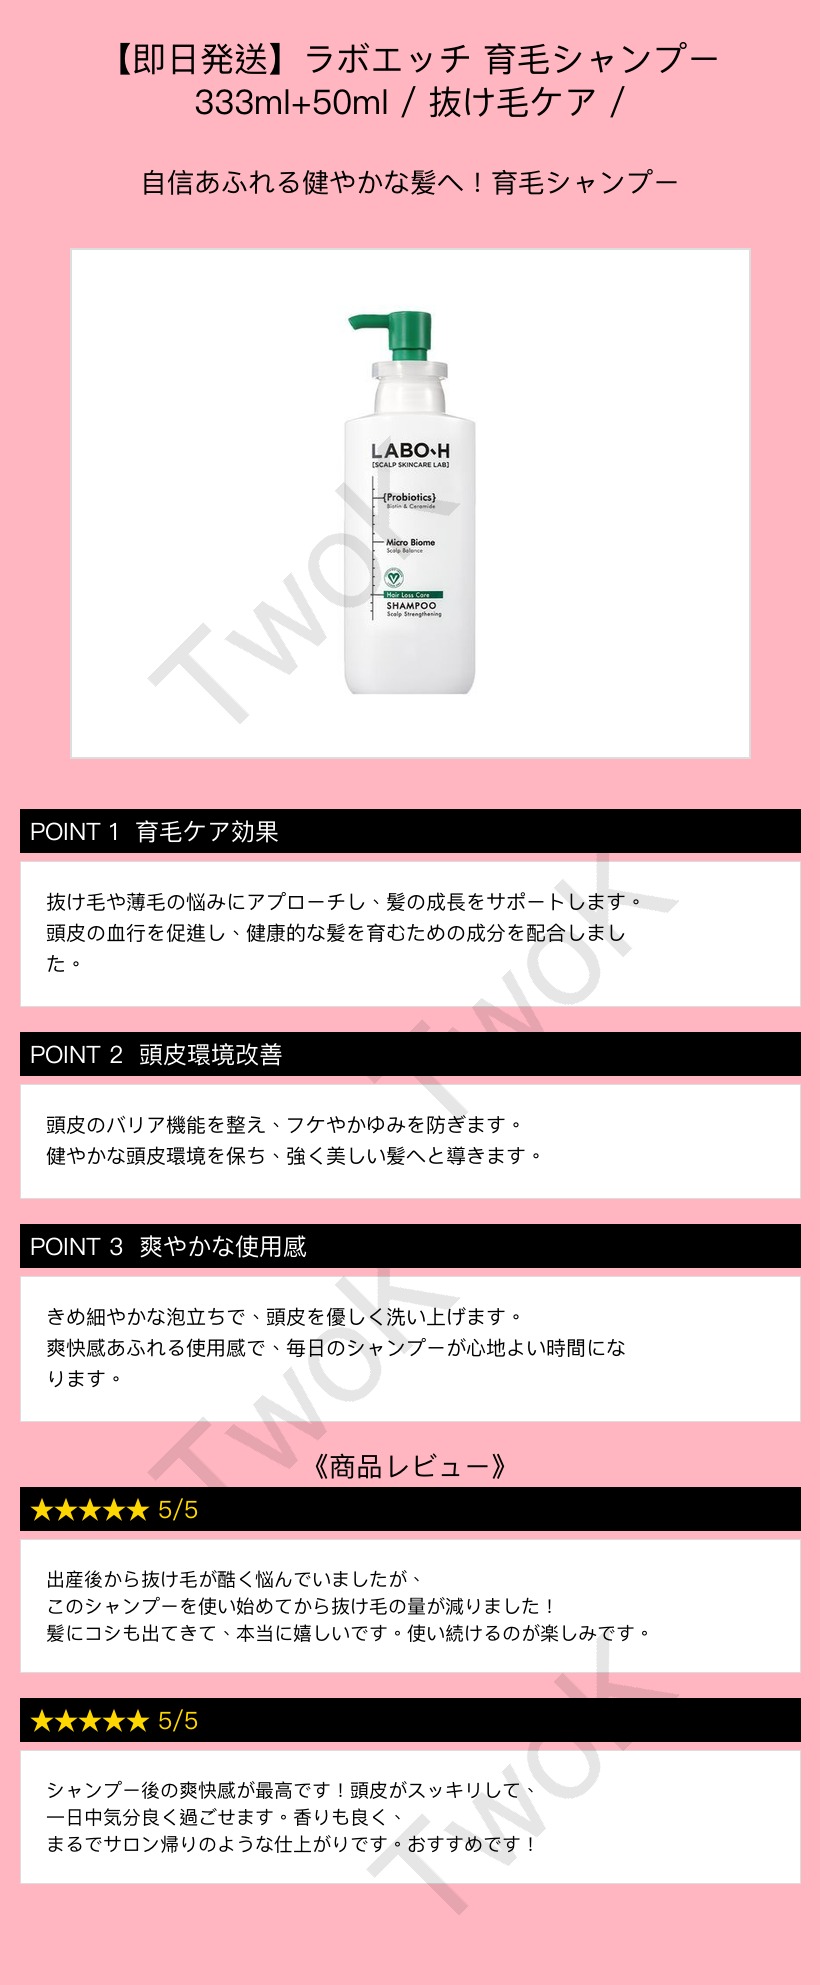 【即日発送】ラボエッチ 育毛シャンプー
333ml+50ml / 抜け毛ケア /
自信あふれる健やかな髪へ！育毛シャンプー
LABO-H
[SCALP SKINCARE LAB]
{Probiotics}
Biotin & Ceramide
Micro Biome
Scalp Balance
Hair Loss Care
SHAMPOO
Scalp Strengthening
TwoK
POINT 1 育毛ケア効果
抜け毛や薄毛の悩みにアプローチし、髪の成長をサポートします。
頭皮の血行を促進し、健康的な髪を育むための成分を配合しまし
た。
TwoK
POINT 2 頭皮環境改善
頭皮のバリア機能を整え、フケやかゆみを防ぎます。
健やかな頭皮環境を保ち、強く美しい髪へと導きます。
POINT 3 爽やかな使用感
きめ細やかな泡立ちで、頭皮を優しく洗い上げます。
爽快感あふれる使用感で、毎日のシャンプーが心地よい時間にな
ります。
TwoK
《商品レビュー》
★★★★★ 5/5
出産後から抜け毛が酷く悩んでいましたが、
このシャンプーを使い始めてから抜け毛の量が減りました！
髪にコシも出てきて、本当に嬉しいです。使い続けるのが楽しみです。
★★★★★ 5/5
シャンプー後の爽快感が最高です！頭皮がスッキリして、
一日中気分良く過ごせます。香りも良く、
まるでサロン帰りのような仕上がりです。おすすめです！
TwoK